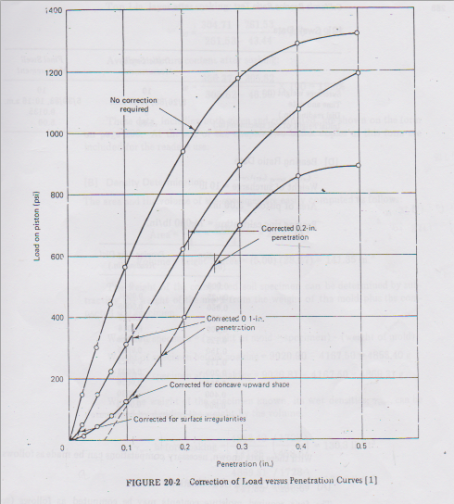 1400
1200
1000
800
600
400
200
0
0.1
0.2
0.3
0.4
0.5
Load on piston (psi)
Penetration (in.)
No correction
required
Corrected 0.2-in.
penetration
Corrected 0 1-in.
penetration
Corrected for concave upward shape
Corrected for surface irregularities
FIGURE 20-2 Correction of Load versus Penetration Curves [1]